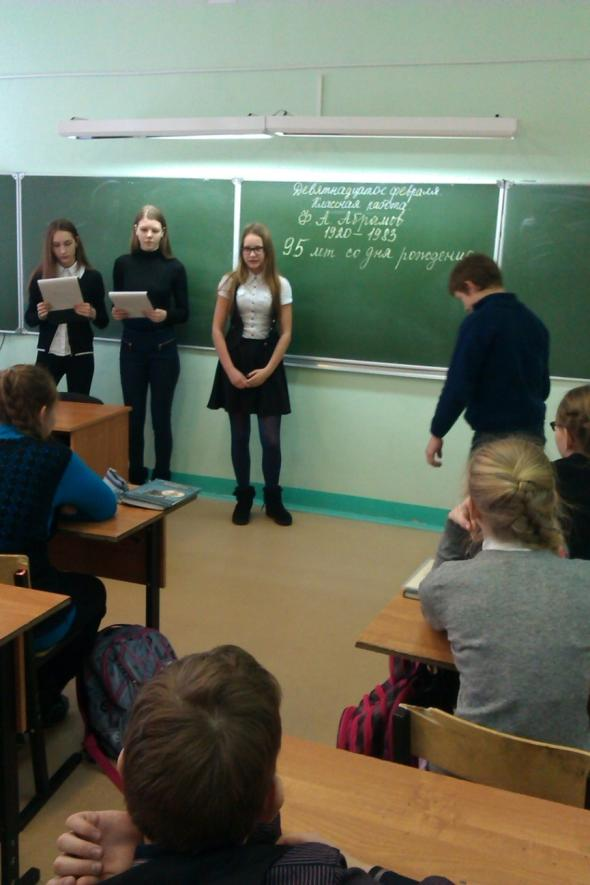 Девятнадцатое февраля.
Классная работа.
Ф. А. Абрамов
1920 – 1983
95 лет со дня рождения